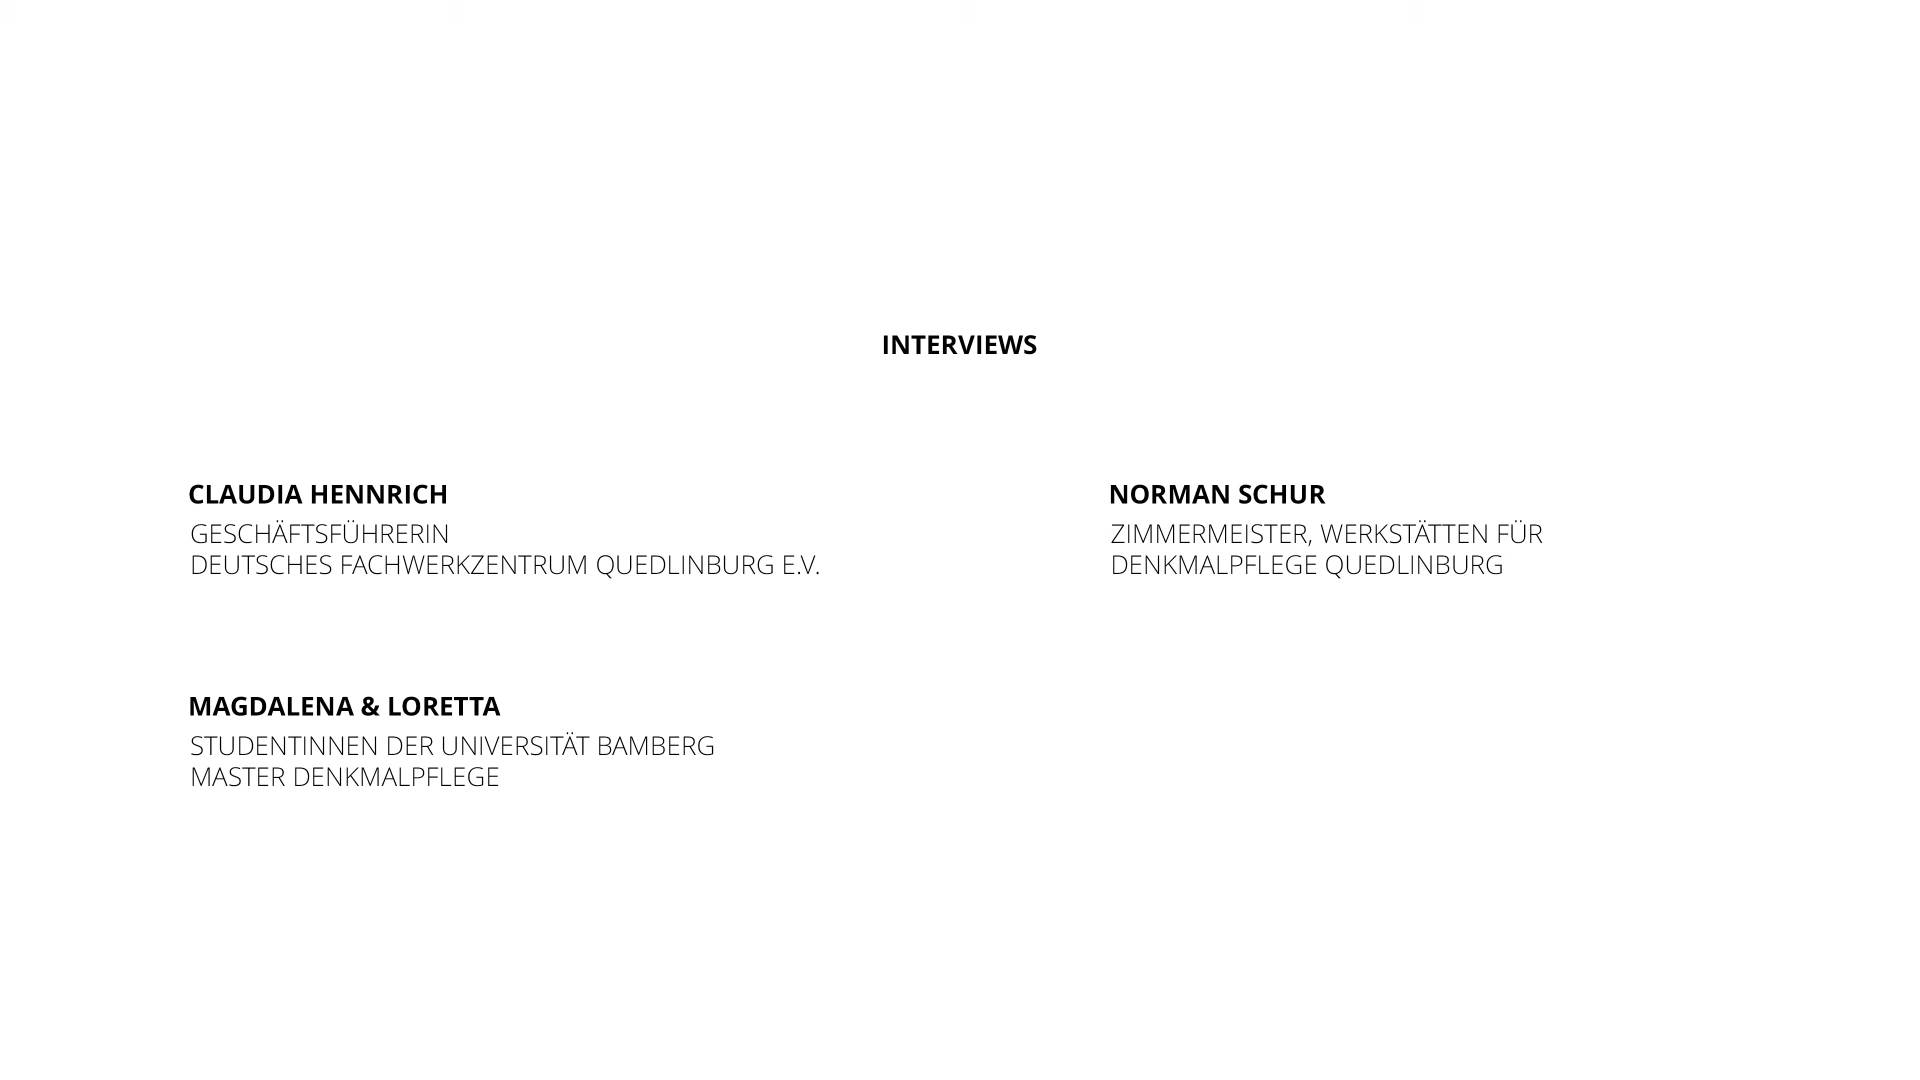 INTERVIEWS
CLAUDIA HENNRICH
GESCHÄFTSFÜHRERIN
DEUTSCHES FACHWERKZENTRUM QUEDLINBURG E.V.
NORMAN SCHUR
ZIMMERMEISTER, WERKSTÄTTEN FÜR
DENKMALPFLEGE QUEDLINBURG
MAGDALENA & LORETTA
STUDENTINNEN DER UNIVERSITÄT BAMBERG
MASTER DENKMALPFLEGE